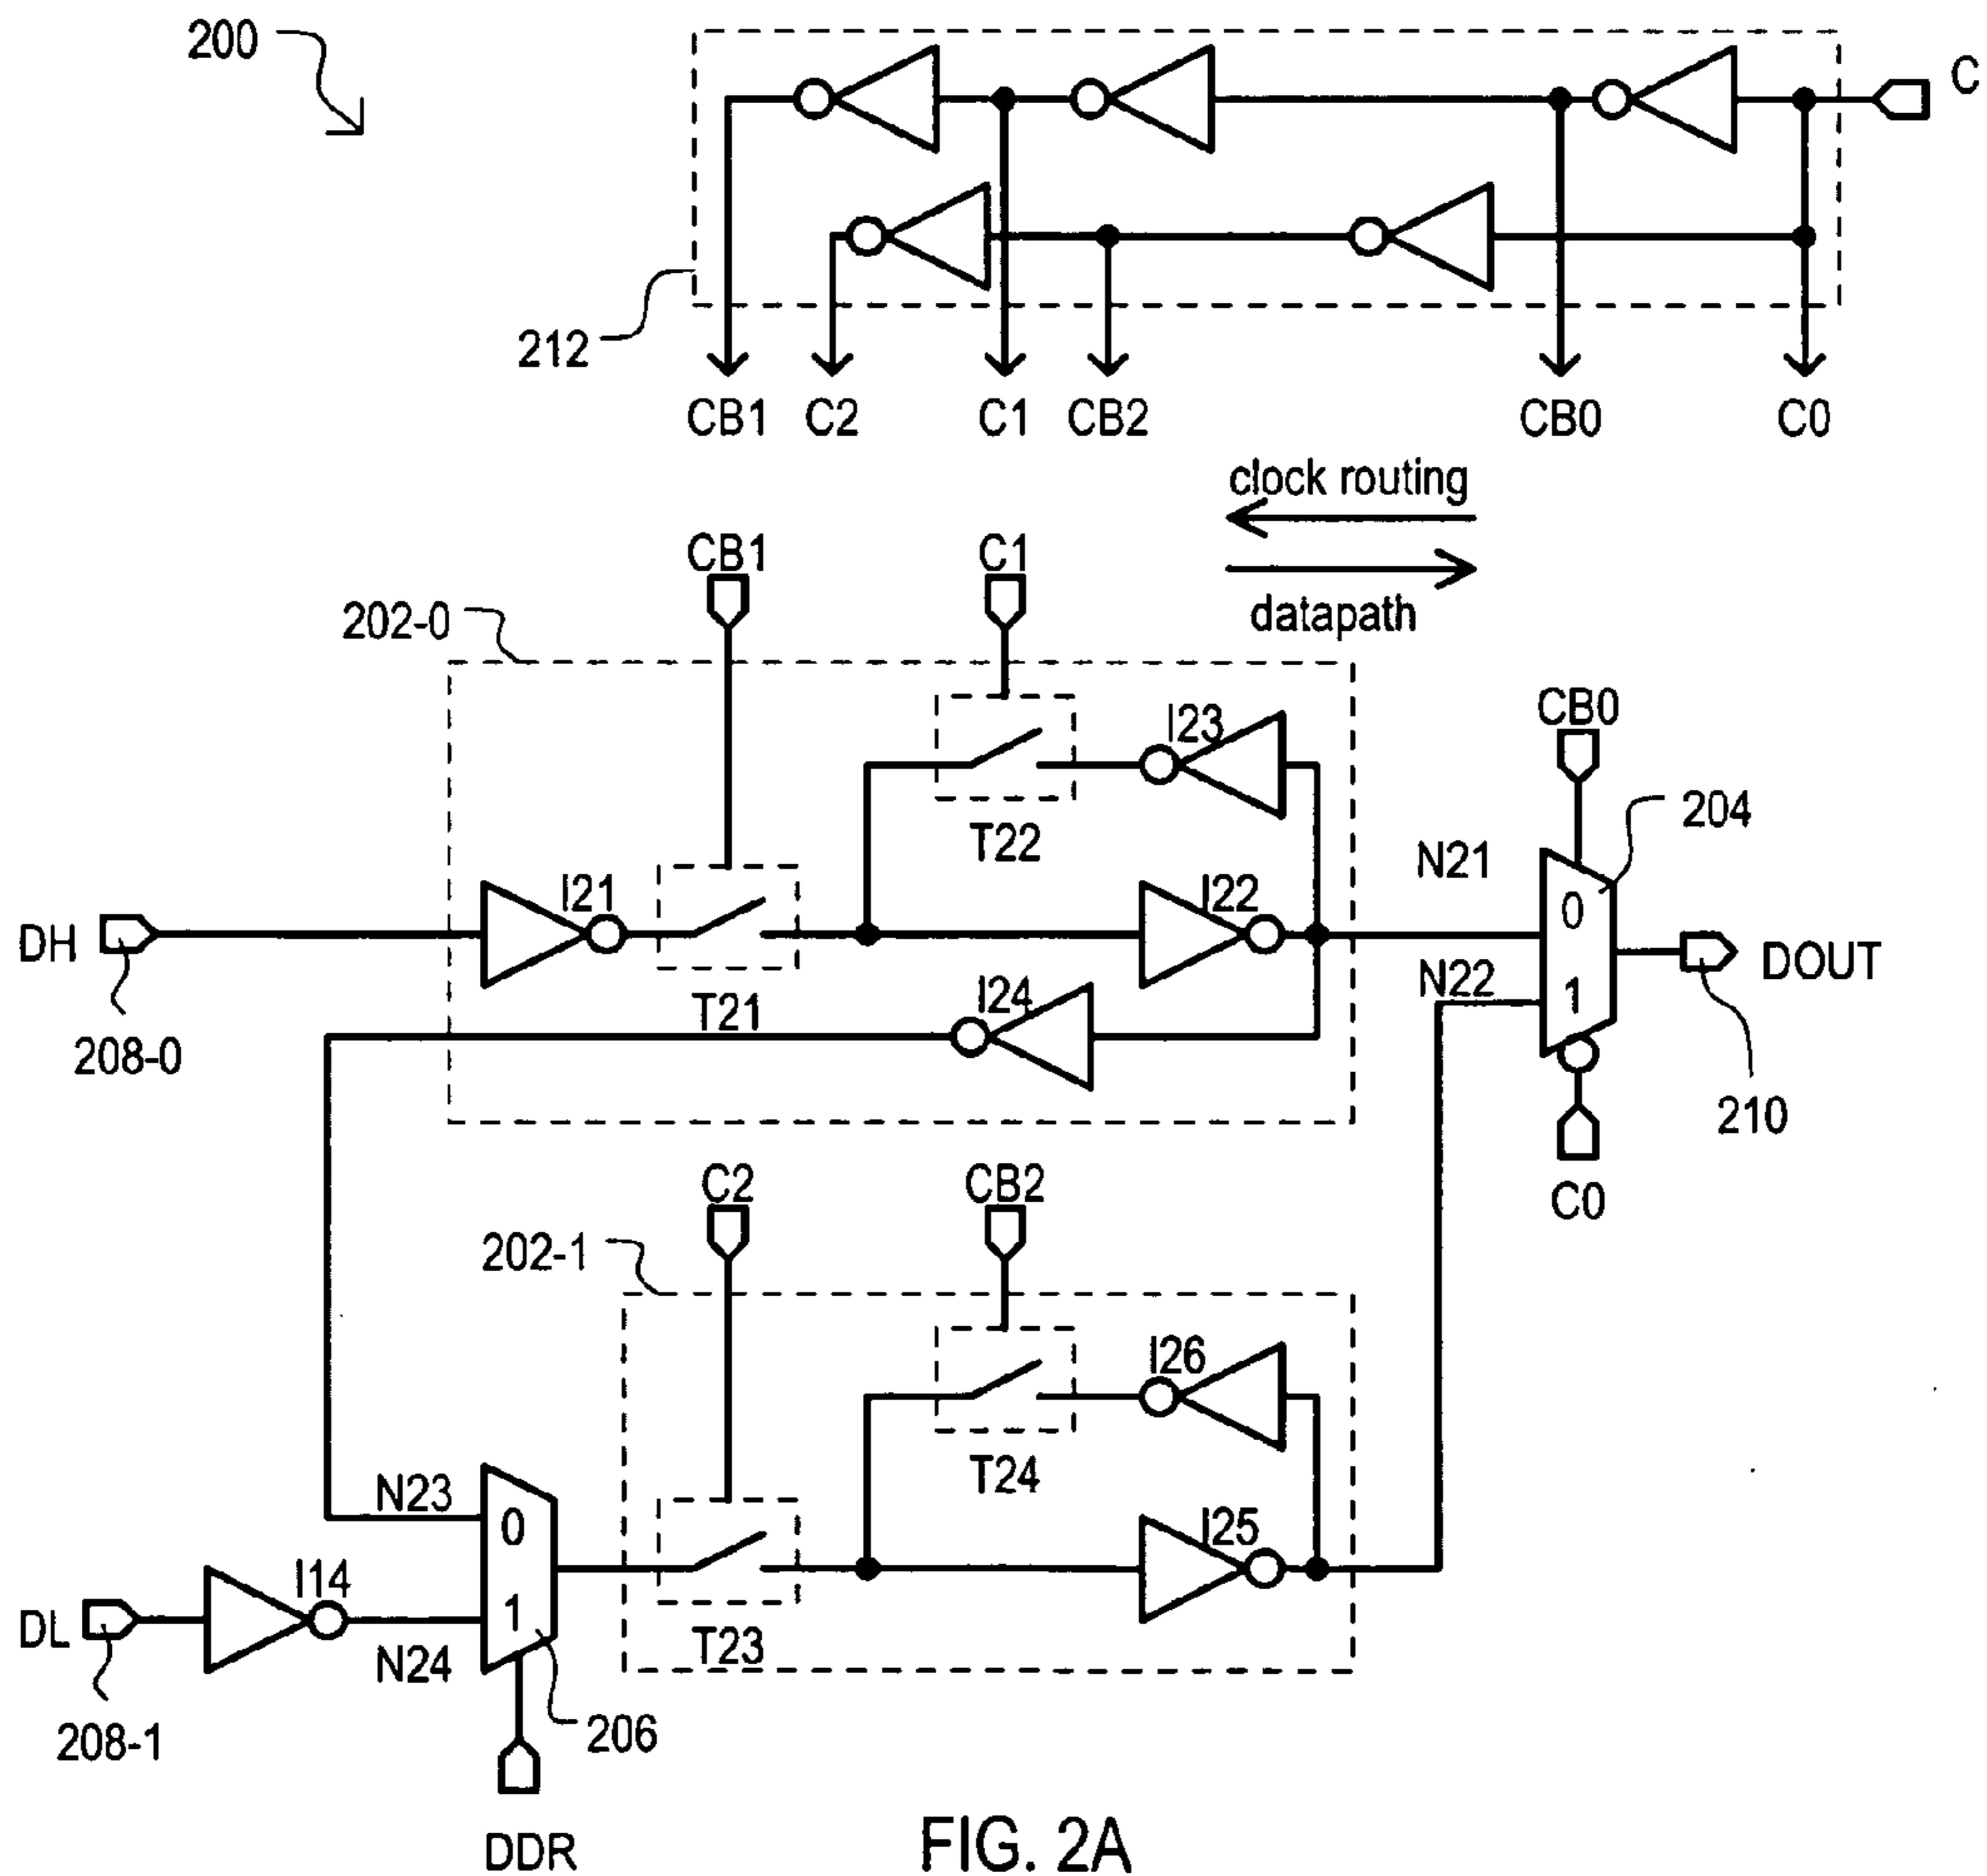 200
C
212
CB1 C2 C1 CB2 CB0 C0
clock routing
datapath
CB1 C1
202-0
I23
CB0
204
T22
N21
I21
I22
0
DH
N22
DOUT
1
T21
I24
208-0
210
C0
C2 CB2
202-1
I26
T24
N23
0
I25
I14
1
DL
T23
N24
206
208-1
DDR
FIG. 2A